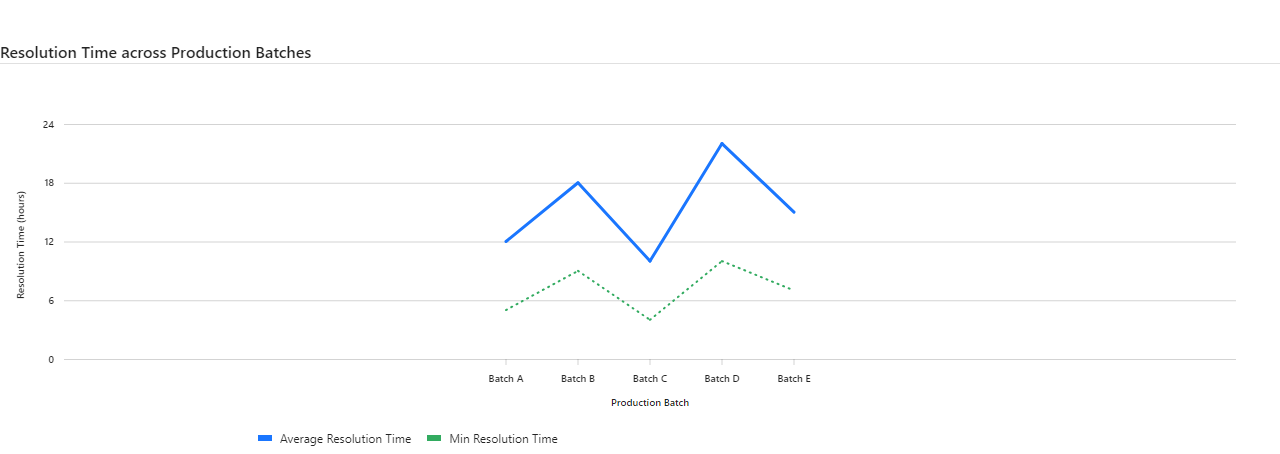 Resolution Time across Production Batches
24
18
12
6
0
Resolution Time (hours)
Batch A Batch B Batch C Batch D Batch E
Production Batch
Average Resolution Time Min Resolution Time